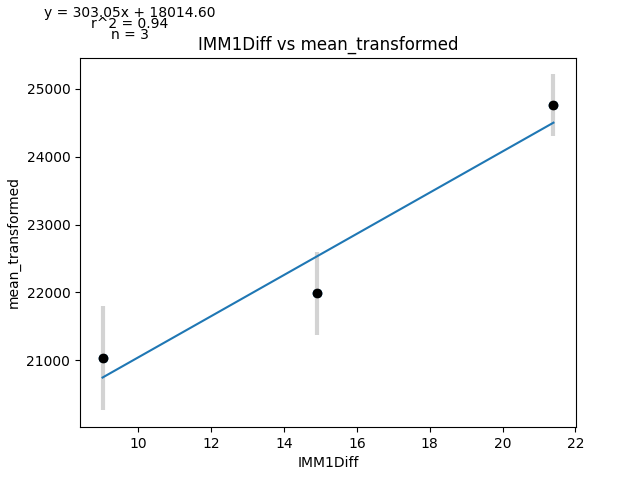 y = 303.05x + 18014.60
r^2 = 0.94
n = 3
IMM1Diff vs mean_transformed
25000
24000
23000
22000
21000
mean_transformed
10
12
14
16
18
20
22
IMM1Diff